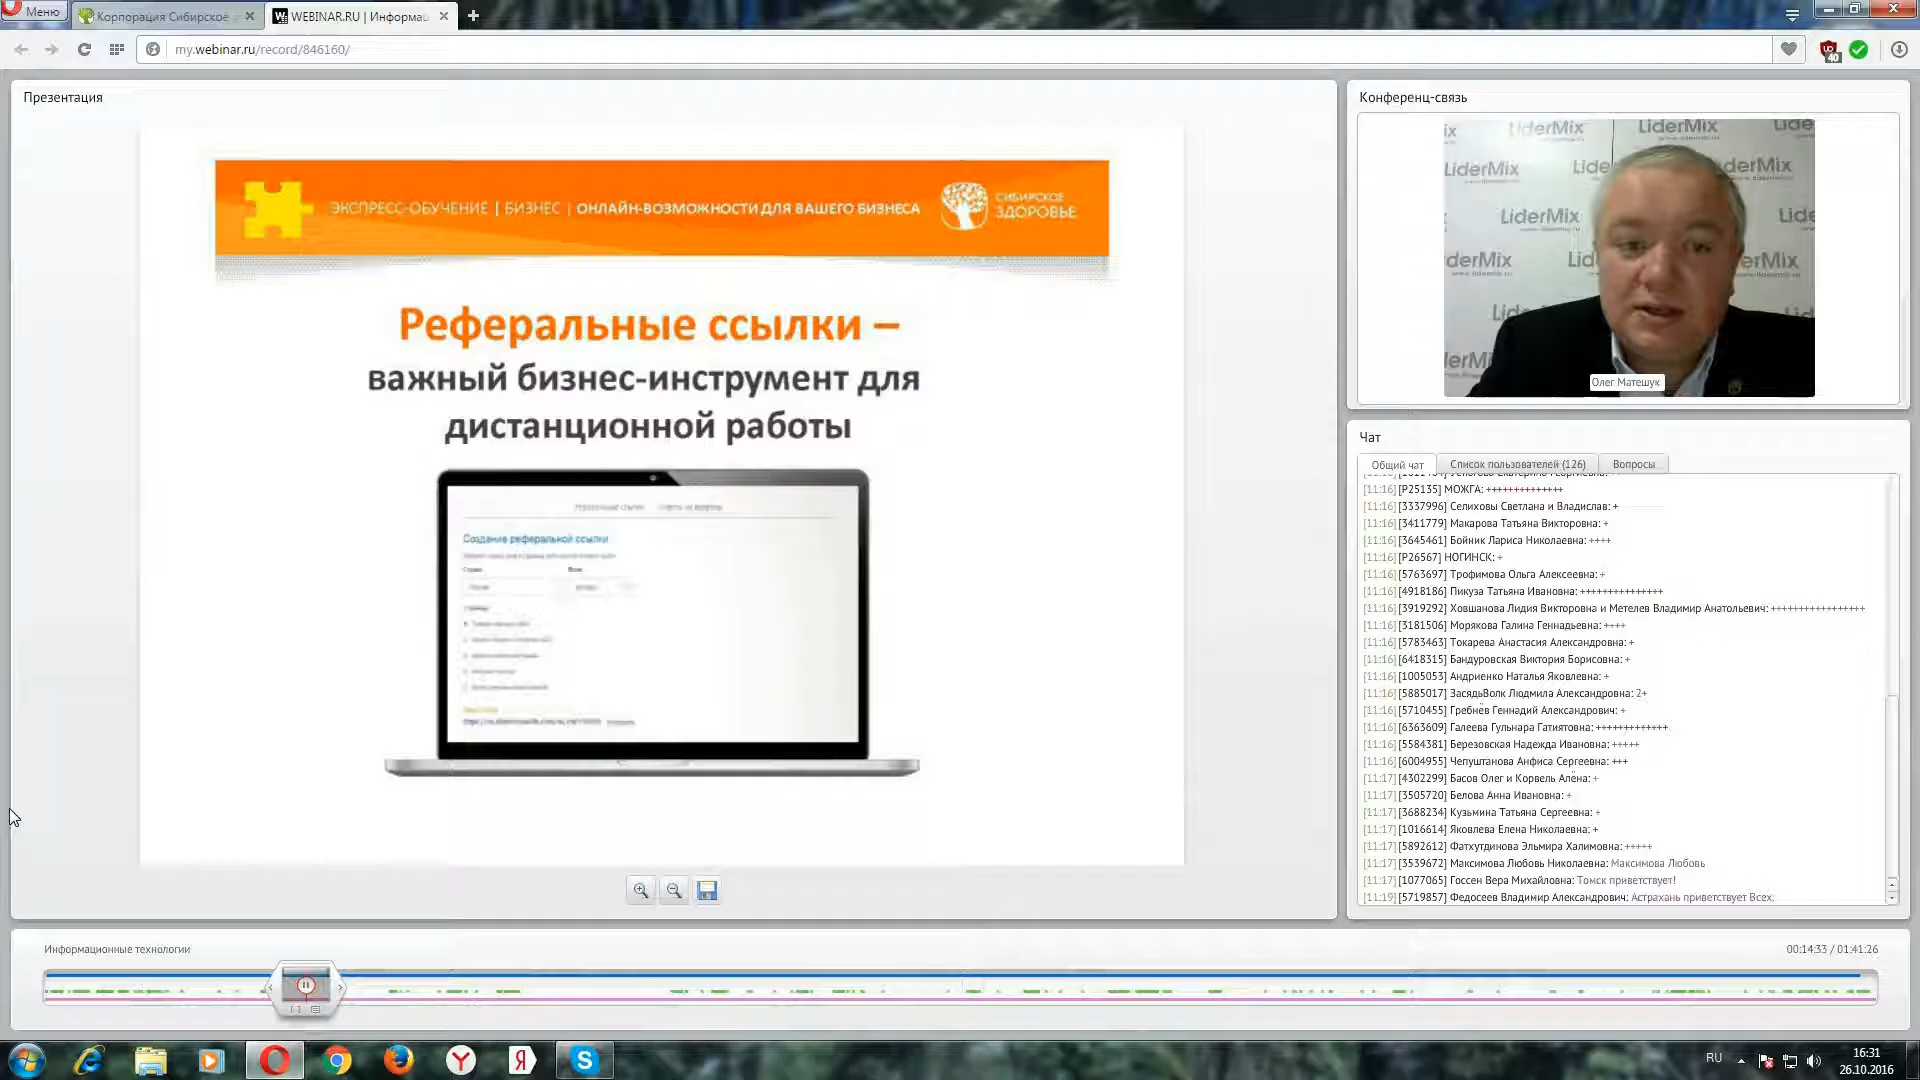 Меню
Корпорация Сибирское
WEBINAR.RU | Информац
my.webinar.ru/record/846160/
40
Презентация
ЭКСПРЕСС-ОБУЧЕНИЕ | БИЗНЕС | ОНЛАЙН-ВОЗМОЖНОСТИ ДЛЯ ВАШЕГО БИЗНЕСА
СИБИРСКОЕ
ЗДОРОВЬЕ
Реферальные ссылки –
важный бизнес-инструмент для
дистанционной работы
Создание реферальной ссылки
Конференц-связь
LiderMix
Олег Матешук
Чат
Общий чат
Список пользователей (126)
Вопросы
[11:16] [P25135] МОЖГА: ++++++++++++++
[11:16] [3337996] Селиховы Светлана и Владислав: +
[11:16] [3411779] Макарова Татьяна Викторовна: +
[11:16] [3645461] Бойник Лариса Николаевна: ++++
[11:16] [P26567] НОГИНСК: +
[11:16] [5763697] Трофимова Ольга Алексеевна: +
[11:16] [4918186] Пикуза Татьяна Ивановна: +++++++++++++++
[11:16] [3919292] Ховшанова Лидия Викторовна и Метелев Владимир Анатольевич: +++++++++++++++++
[11:16] [3181506] Морякова Галина Геннадьевна: ++++
[11:16] [5783463] Токарева Анастасия Александровна: +
[11:16] [6418315] Бандуровская Виктория Борисовна: +
[11:16] [1005053] Андриенко Наталья Яковлевна: +
[11:16] [5885017] ЗасядьВолк Людмила Александровна: 2+
[11:16] [5710455] Гребнёв Геннадий Александрович: +
[11:16] [6363609] Галеева Гульнара Гатиятовна: +++++++++++++
[11:16] [5584381] Березовская Надежда Ивановна: +++++
[11:16] [6004955] Чепуштанова Анфиса Сергеевна: +++
[11:17] [4302299] Басов Олег и Корвель Алёна: +
[11:17] [3505720] Белова Анна Ивановна: +
[11:17] [3688234] Кузьмина Татьяна Сергеевна: +
[11:17] [1016614] Яковлева Елена Николаевна: +
[11:17] [5892612] Фатхутдинова Эльмира Халимовна: +++++
[11:17] [3539672] Максимова Любовь Николаевна: Максимова Любовь
[11:17] [1077065] Госсен Вера Михайловна: Томск приветствует!
[11:19] [5719857] Федосеев Владимир Александрович: Астрахань приветствует Всех.
Информационные технологии
00:14:33 / 01:41:26
RU
16:31
26.10.2016